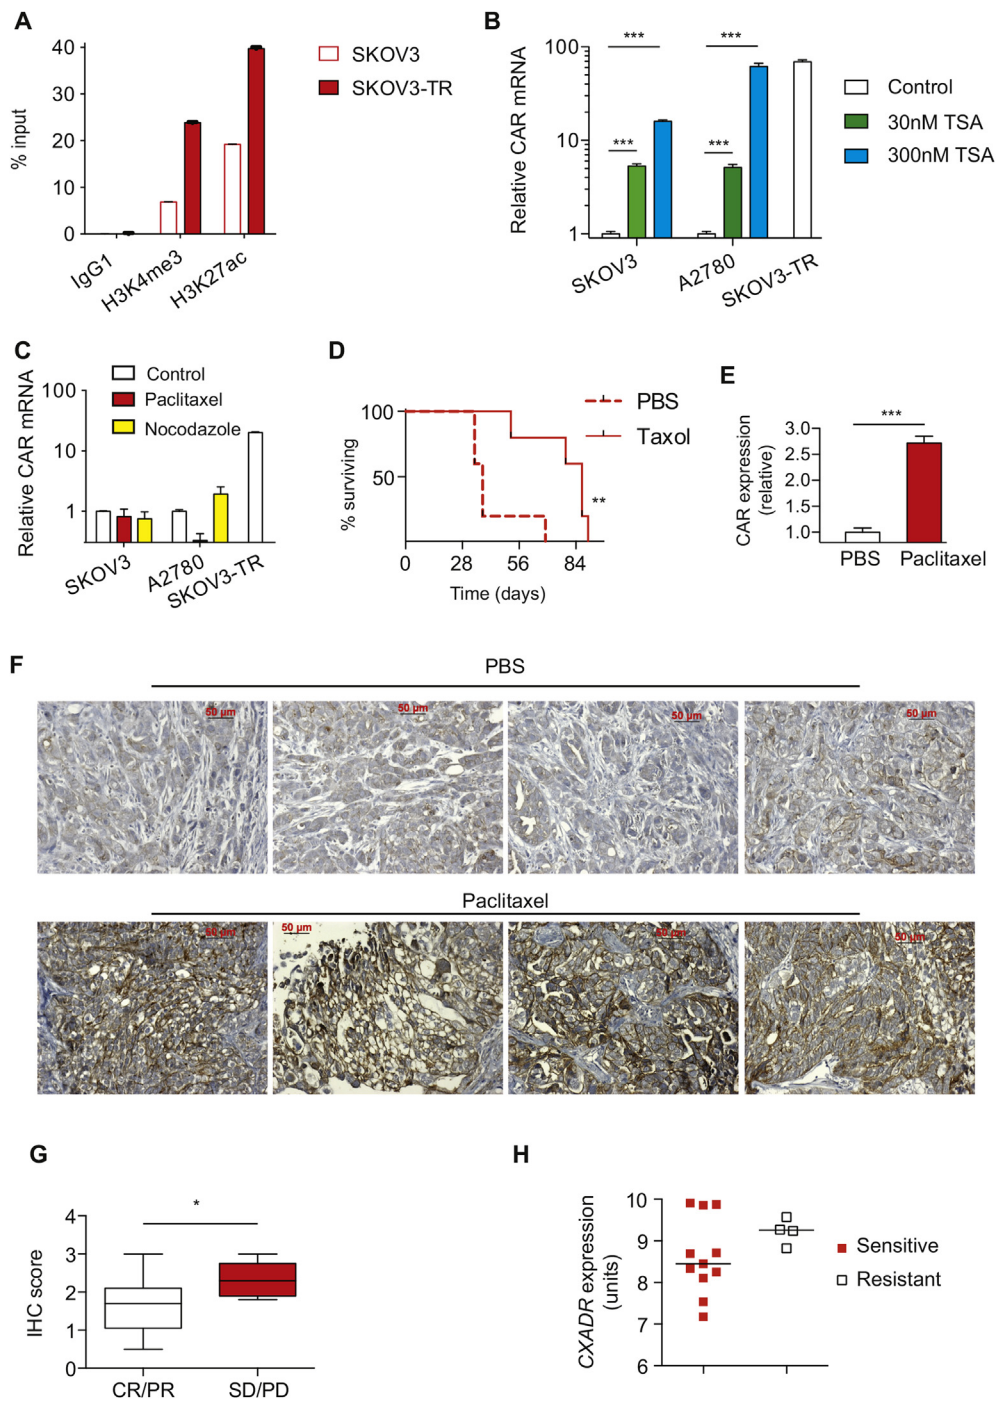 A
% input
40
30
20
10
0
IgG1
H3K4me3
H3K27ac
SKOV3
SKOV3-TR
B
Relative CAR mRNA
100
10
1
***
***
***
***
SKOV3
A2780
SKOV3-TR
Control
30nM TSA
300nM TSA
C
Relative CAR mRNA
100
10
1
Control
Paclitaxel
Nocodazole
SKOV3
A2780
SKOV3-TR
D
% surviving
100
50
0
28
56
84
Time (days)
PBS
Taxol
**
E
CAR expression
(relative)
3.0
2.5
2.0
1.5
1.0
***
PBS
Paclitaxel
F
PBS
50 µm
50 µm
50 µm
50 µm
Paclitaxel
50 µm
50 µm
50 µm
50 µm
G
IHC score
4
3
2
1
0
*
CR/PR
SD/PD
H
CXADR expression
(units)
10
9
8
7
6
Sensitive
Resistant